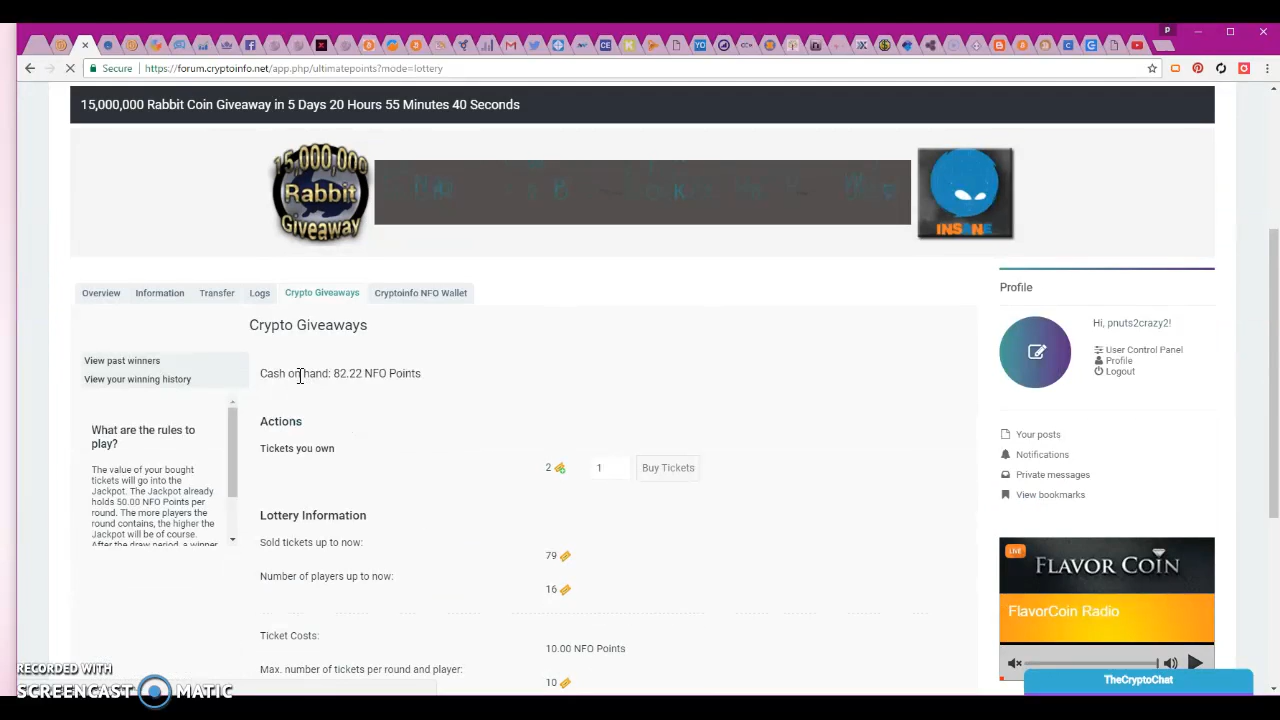 P
Secure
https://forum.cryptoinfo.net/app.php/ultimatepoints?mode=lottery
15,000,000 Rabbit Coin Giveaway in 5 Days 20 Hours 55 Minutes 40 Seconds
15,000,000
Rabbit
Giveaway
INSANE
Overview
Information
Transfer
Logs
Crypto Giveaways
Cryptoinfo NFO Wallet
Crypto Giveaways
View past winners
View your winning history
Cash on hand: 82.22 NFO Points
What are the rules to
play?
The value of your bought
tickets will go into the
Jackpot. The Jackpot already
holds 50.00 NFO Points per
round. The more players the
round contains, the higher the
Jackpot will be of course.
After the draw period, a winner
Actions
Tickets you own
2
1
Buy Tickets
Lottery Information
Sold tickets up to now:
79
Number of players up to now:
16
Ticket Costs:
10.00 NFO Points
Max. number of tickets per round and player:
10
Profile
Hi, pnuts2crazy2!
User Control Panel
Profile
Logout
Your posts
Notifications
Private messages
View bookmarks
LIVE
FLAVOR COIN
FlavorCoin Radio
TheCryptoChat
RECORDED WITH
SCREENCAST MATIC